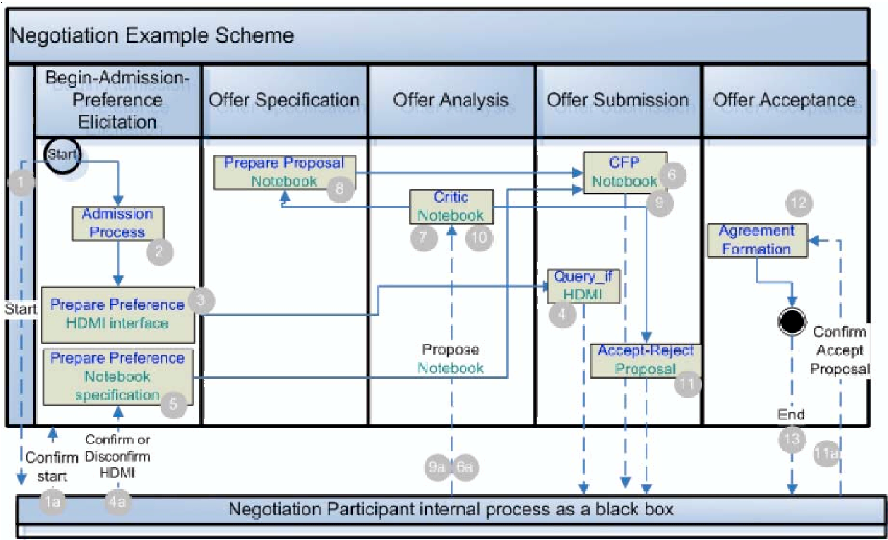 Negotiation Example Scheme
Begin-Admission-
Preference
Elicitation
Offer Specification
Offer Analysis
Offer Submission
Offer Acceptance
Start
1
Admission
Process
2
Prepare Preference
HDMI interface
3
Prepare Preference
Notebook
specification
5
Start
Prepare Proposal
Notebook
8
Critic
Notebook
7
10
Propose
Notebook
CFP
Notebook
6
9
Query_if
HDMI
4
Accept-Reject
Proposal
11
12
Agreement
Formation
Confirm
Accept
Proposal
End
13
11a
Confirm
start
1a
Confirm or
Disconfirm
HDMI
4a
9a
6a
Negotiation Participant internal process as a black box